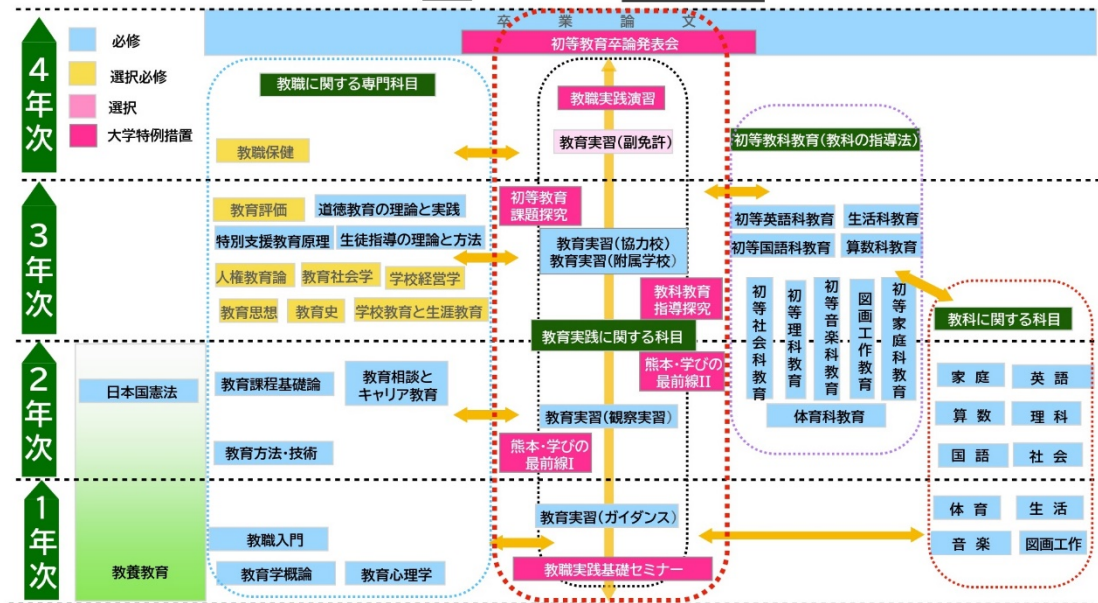 卒業論文
初等教育卒論発表会
4年次
必修
選択必修
選択
大学特例措置
教職に関する専門科目
教職保健
教職実践演習
教育実習(副免許)
初等教科教育(教科の指導法)
3年次
教育評価
道徳教育の理論と実践
特別支援教育原理
生徒指導の理論と方法
人権教育論
教育社会学
学校経営学
教育思想
教育史
学校教育と生涯教育
初等教育
課題探究
教育実習(協力校)
教育実習(附属学校)
教科教育
指導探究
教育実践に関する科目
初等英語科教育
生活科教育
初等国語科教育
算数科教育
初等社会科教育
初等理科教育
初等音楽科教育
図画工作教育
初等家庭科教育
体育科教育
教科に関する科目
2年次
日本国憲法
教育課程基礎論
教育相談と
キャリア教育
教育方法・技術
熊本・学びの
最前線II
教育実習(観察実習)
熊本・学びの
最前線I
家庭
英語
算数
理科
国語
社会
1年次
教養教育
教職入門
教育学概論
教育心理学
教育実習(ガイダンス)
教職実践基礎セミナー
体育
生活
音楽
図画工作